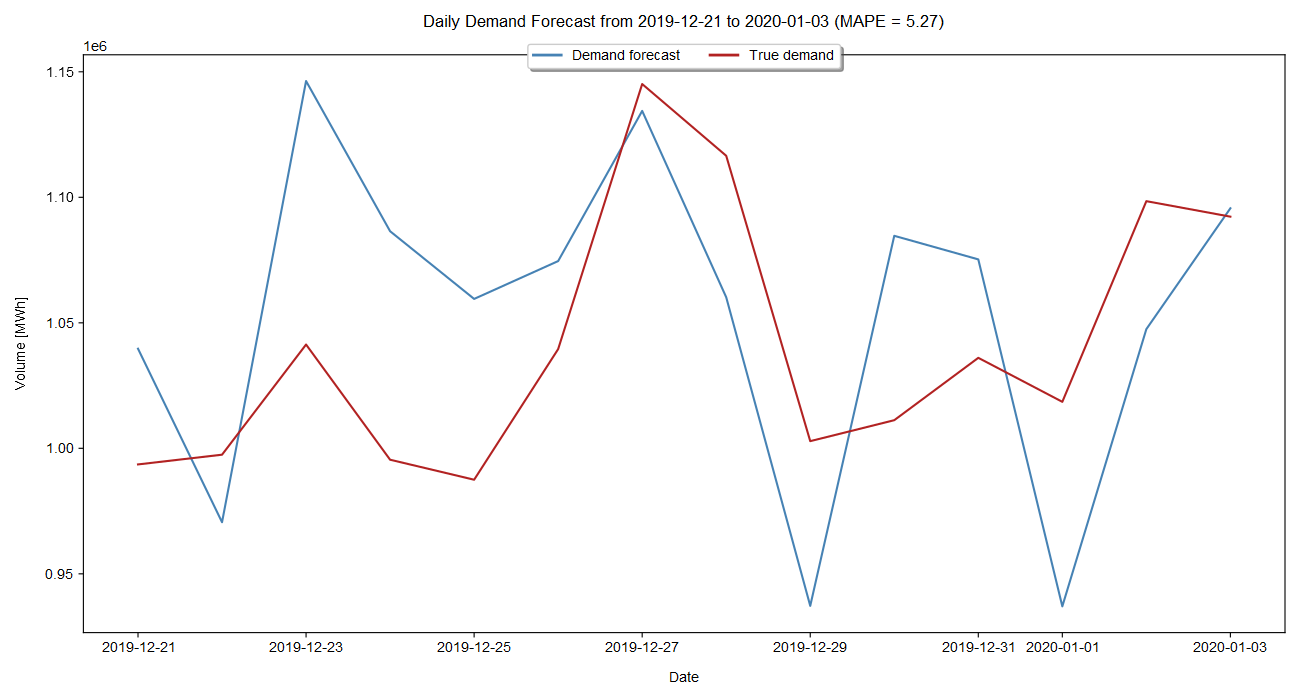 Daily Demand Forecast from 2019-12-21 to 2020-01-03 (MAPE = 5.27)
1e6
Demand forecast True demand
1.15
1.10
1.05
1.00
0.95
Volume [MWh]
2019-12-21 2019-12-23 2019-12-25 2019-12-27 2019-12-29 2019-12-31 2020-01-01 2020-01-03
Date